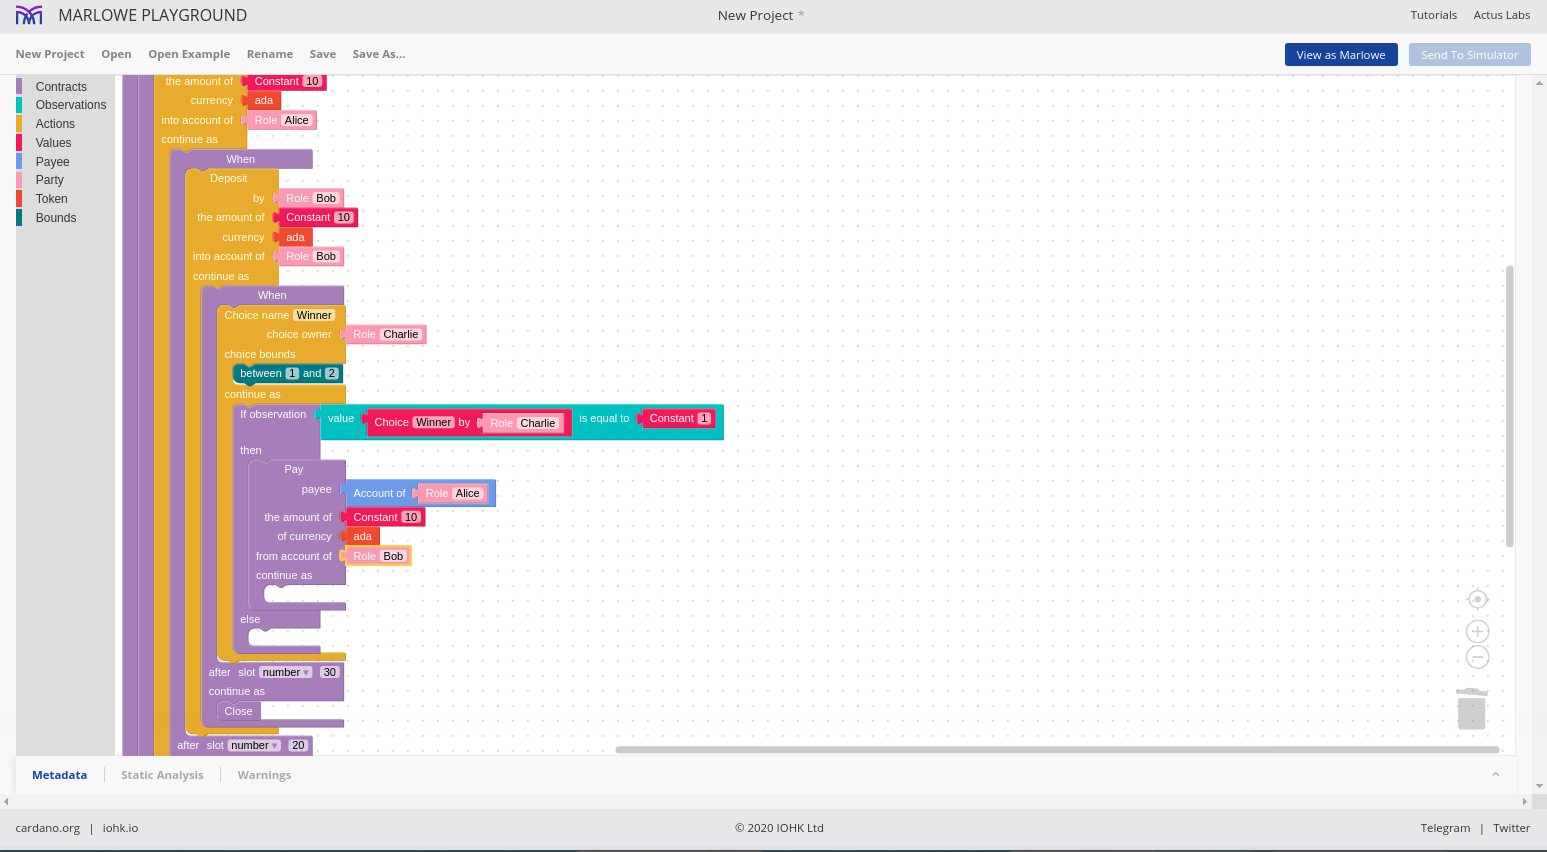 MARLOWE PLAYGROUND
New Project *
Tutorials Actus Labs
New Project Open Open Example Rename Save Save As...
View as Marlowe Send To Simulator
Contracts
Observations
Actions
Values
Payee
Party
Token
Bounds
the amount of Constant 10
currency ada
into account of Role Alice
continue as
When
Deposit
by Role Bob
the amount of Constant 10
currency ada
into account of Role Bob
continue as
When
Choice name Winner
choice owner Role Charlie
choice bounds
between 1 and 2
continue as
If observation value Choice Winner by Role Charlie is equal to Constant 1
then
Pay
payee Account of Role Alice
the amount of Constant 10
of currency ada
from account of Role Bob
continue as
else
after slot number 30
continue as
Close
after slot number 20
Metadata Static Analysis Warnings
cardano.org | iohk.io
© 2020 IOHK Ltd
Telegram | Twitter